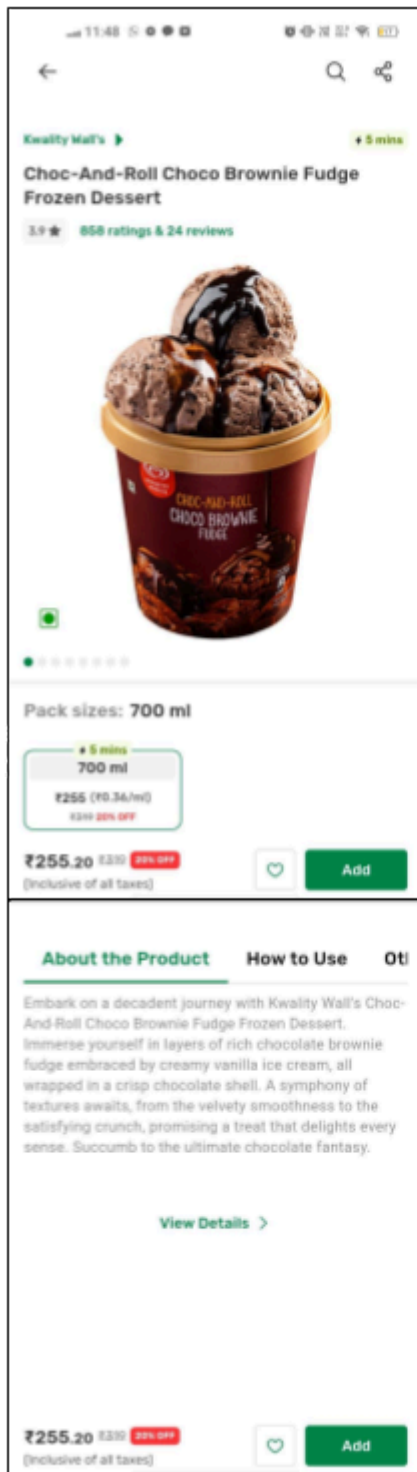 11:48
Kwality Wall's
5 mins
Choc-And-Roll Choco Brownie Fudge
Frozen Dessert
3.9 ★ 858 ratings & 24 reviews
CHOC-AND-ROLL
CHOCO BROWNIE
FUDGE
Pack sizes: 700 ml
5 mins
700 ml
₹255 (₹0.36/ml)
₹319 20% OFF
₹255.20 ₹319 20% OFF
(Inclusive of all taxes)
Add
About the Product How to Use Ot
Embark on a decadent journey with Kwality Wall's Choc-
And-Roll Choco Brownie Fudge Frozen Dessert.
Immerse yourself in layers of rich chocolate brownie
fudge embraced by creamy vanilla ice cream, all
wrapped in a crisp chocolate shell. A symphony of
textures awaits, from the velvety smoothness to the
satisfying crunch, promising a treat that delights every
sense. Succumb to the ultimate chocolate fantasy.
View Details >
₹255.20 ₹319 20% OFF
(Inclusive of all taxes)
Add